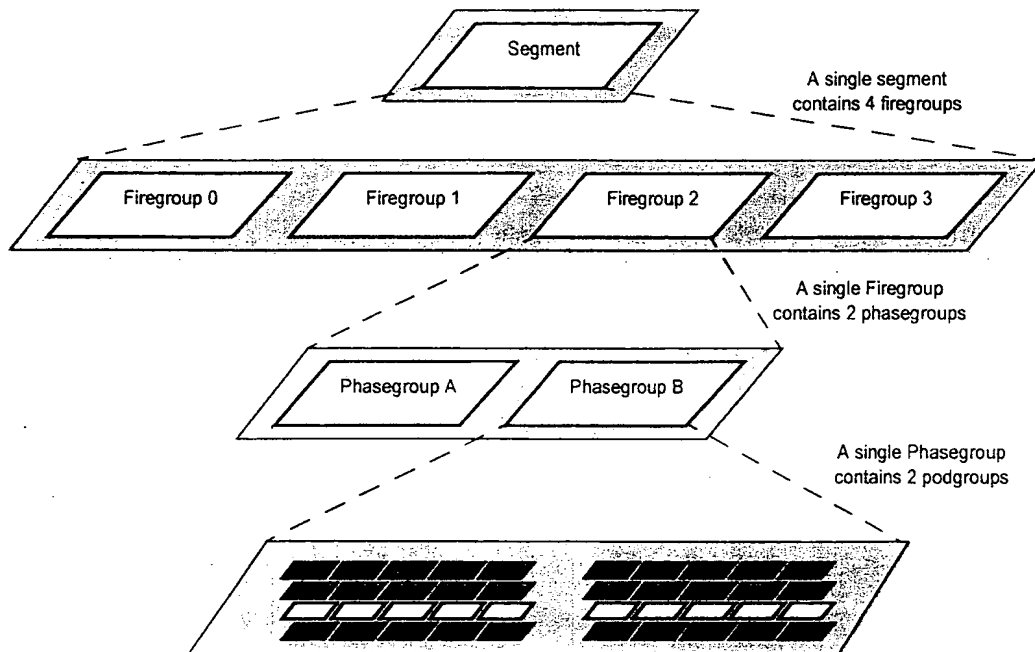 Segment
A single segment
contains 4 firegroups
Firegroup 0
Firegroup 1
Firegroup 2
Firegroup 3
A single Firegroup
contains 2 phasegroups
Phasegroup A
Phasegroup B
A single Phasegroup
contains 2 podgroups